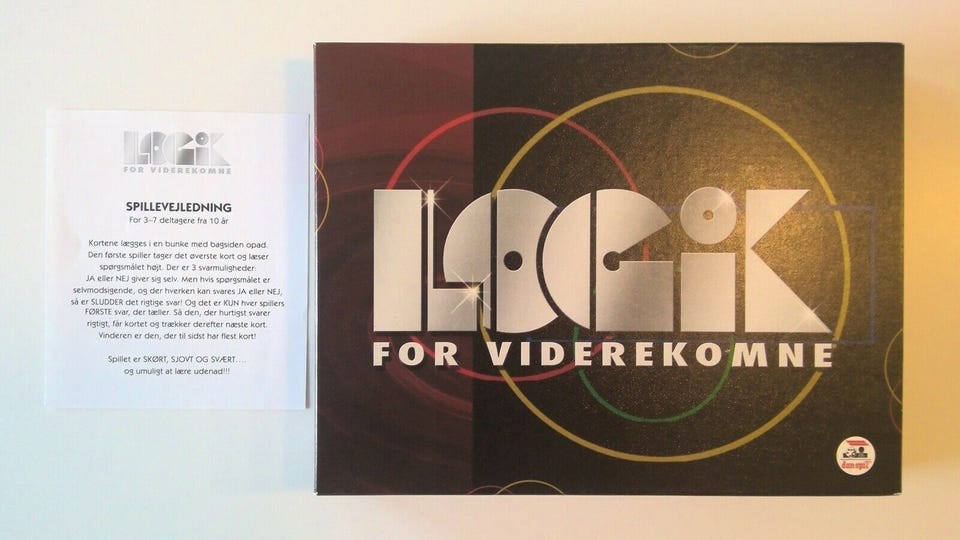 LOGiK
FOR VIDEREKOMNE
SPILLEVEJLEDNING
For 3-7 deltagere fra 10 år
Kortene lægges i en bunke med bagsiden opad.
Den første spiller tager det øverste kort og læser
spørgsmålet højt. Der er 3 svarmuligheder:
JA eller NEJ giver sig selv. Men hvis spørgsmålet er
selvmodsigende, og der hverken kan svares JA eller NEJ,
så er SLUDDER det rigtige svar! Og det er KUN hver spillers
FØRSTE svar, der tæller. Så den, der hurtigst svarer
rigtigt, får kortet og trækker derefter næste kort.
Vinderen er den, der til sidst har flest kort!
Spillet er SKØRT, SJOVT OG SVÆRT....
og umuligt at lære udenad!!!
LOGiK
FOR VIDEREKOMNE
dan-spil